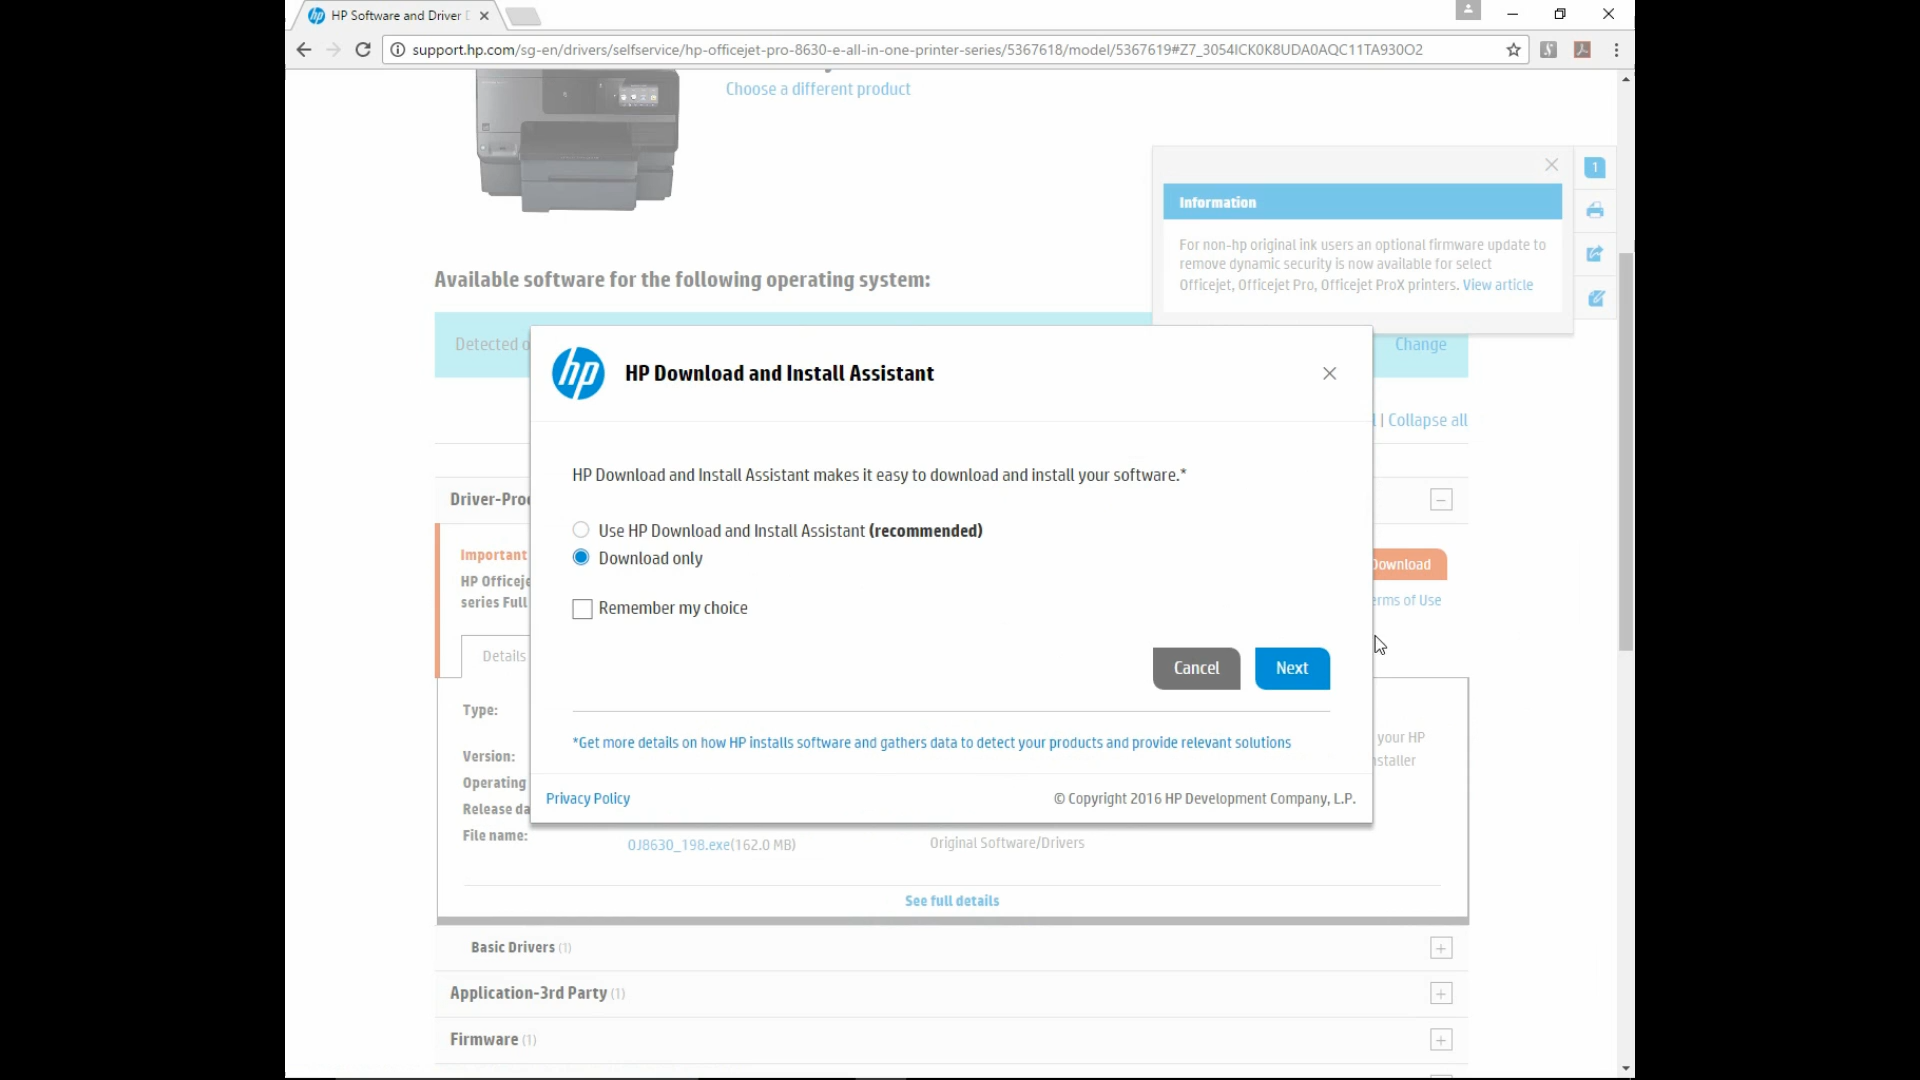 HP Software and Driver D
support.hp.com/sg-en/drivers/selfservice/hp-officejet-pro-8630-e-all-in-one-printer-series/5367618/model/5367619#Z7_3054ICK0K8UDA0AQC11TA930O2
Choose a different product
1
Information
For non-hp original ink users an optional firmware update to
remove dynamic security is now available for select
Officejet, Officejet Pro, Officejet ProX printers. View article
Available software for the following operating system:
Detected o
Change
hp
HP Download and Install Assistant
| Collapse all
HP Download and Install Assistant makes it easy to download and install your software.*
Driver-Prod
Use HP Download and Install Assistant (recommended)
Download only
Important
HP Officeje
series Full
Download
erms of Use
Remember my choice
Details
Cancel
Next
Type:
*Get more details on how HP installs software and gathers data to detect your products and provide relevant solutions
your HP
staller
Version:
Operating
Release da
File name:
Privacy Policy
© Copyright 2016 HP Development Company, L.P.
OJ8630_198.exe(162.0 MB)
Original Software/Drivers
See full details
Basic Drivers (1)
Application-3rd Party (1)
Firmware (1)